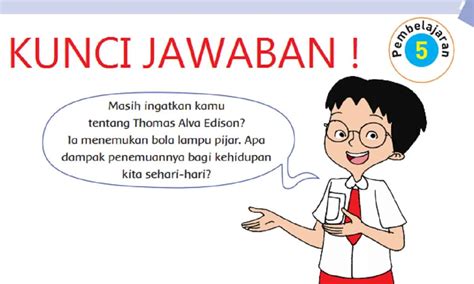 KUNCI JAWABAN !
Pembelajaran
5
Masih ingatkan kamu
tentang Thomas Alva Edison?
Ia menemukan bola lampu pijar. Apa
dampak penemuannya bagi kehidupan
kita sehari-hari?